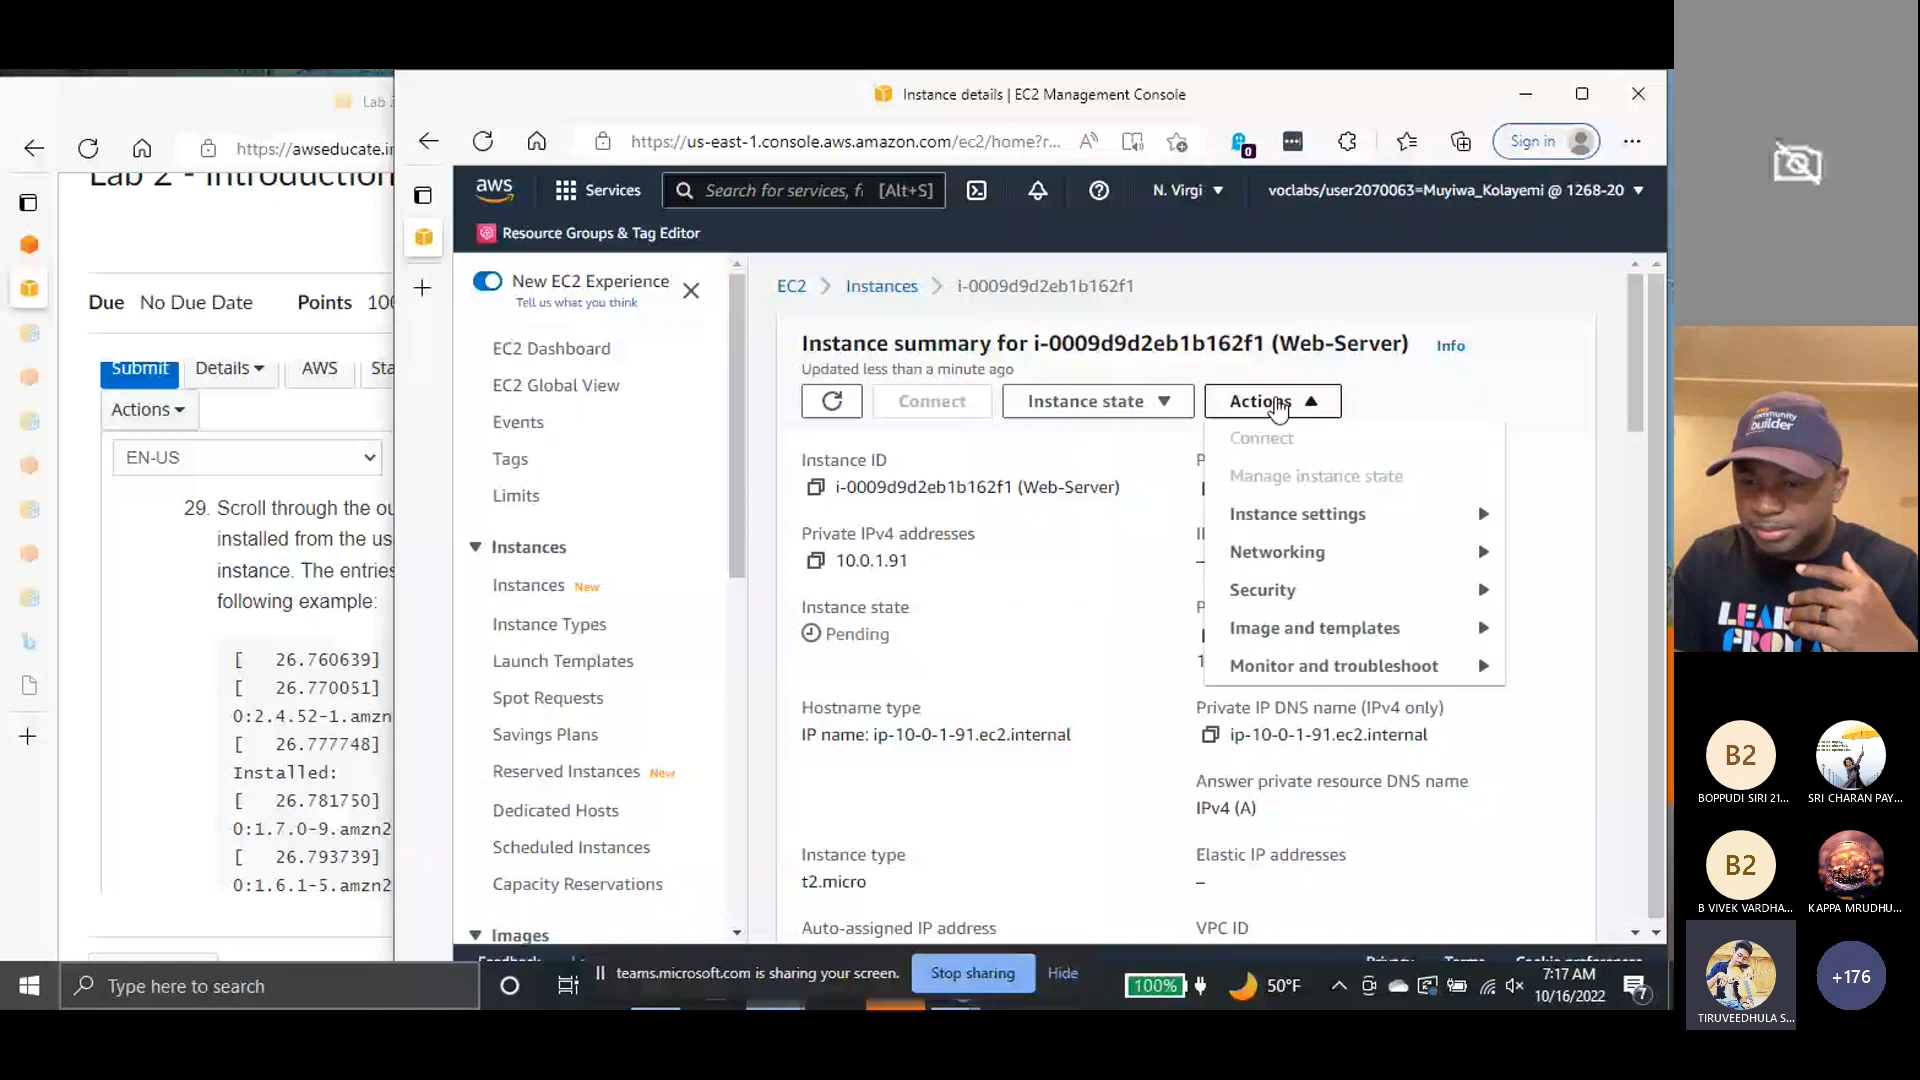 Lab 2
https://awseducate.in
Lab 2 - Introduction
Due No Due Date Points 100
Submit Details AWS Sta
Actions
EN-US
29. Scroll through the ou
installed from the us
instance. The entries
following example:
[ 26.760639]
[ 26.770051]
0:2.4.52-1.amzn
[ 26.777748]
Installed:
[ 26.781750]
0:1.7.0-9.amzn2
[ 26.793739]
0:1.6.1-5.amzn2
Instance details | EC2 Management Console
https://us-east-1.console.aws.amazon.com/ec2/home?r...
0
Sign in
aws
Services
Search for services, f
[Alt+S]
N. Virgi
voclabs/user2070063=Muyiwa_Kolayemi @ 1268-20
Resource Groups & Tag Editor
New EC2 Experience
Tell us what you think
EC2 Dashboard
EC2 Global View
Events
Tags
Limits
Instances
Instances New
Instance Types
Launch Templates
Spot Requests
Savings Plans
Reserved Instances New
Dedicated Hosts
Scheduled Instances
Capacity Reservations
Images
EC2 > Instances > i-0009d9d2eb1b162f1
Instance summary for i-0009d9d2eb1b162f1 (Web-Server) Info
Updated less than a minute ago
Connect
Instance state
Actions
Connect
Manage instance state
Instance settings
Networking
Security
Image and templates
Monitor and troubleshoot
Instance ID
i-0009d9d2eb1b162f1 (Web-Server)
Private IPv4 addresses
10.0.1.91
Instance state
Pending
Hostname type
IP name: ip-10-0-1-91.ec2.internal
Private IP DNS name (IPv4 only)
ip-10-0-1-91.ec2.internal
Answer private resource DNS name
IPv4 (A)
Instance type
t2.micro
Elastic IP addresses
–
Auto-assigned IP address
VPC ID
Feedback
Privacy Terms Cookie preferences
Type here to search
teams.microsoft.com is sharing your screen.
Stop sharing
Hide
100%
50°F
7:17 AM
10/16/2022
7
community
builder
LEA
FROM
B2
BOPPUDI SIRI 21...
SRI CHARAN PAY...
B2
B VIVEK VARDHA...
KAPPA MRUDHU...
TIRUVEEDHULA S...
+176